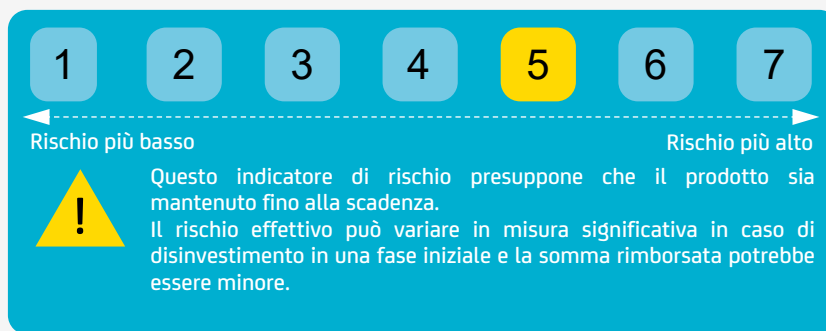 1 2 3 4 5 6 7
Rischio più basso Rischio più alto
!
Questo indicatore di rischio presuppone che il prodotto sia
mantenuto fino alla scadenza.
Il rischio effettivo può variare in misura significativa in caso di
disinvestimento in una fase iniziale e la somma rimborsata potrebbe
essere minore.